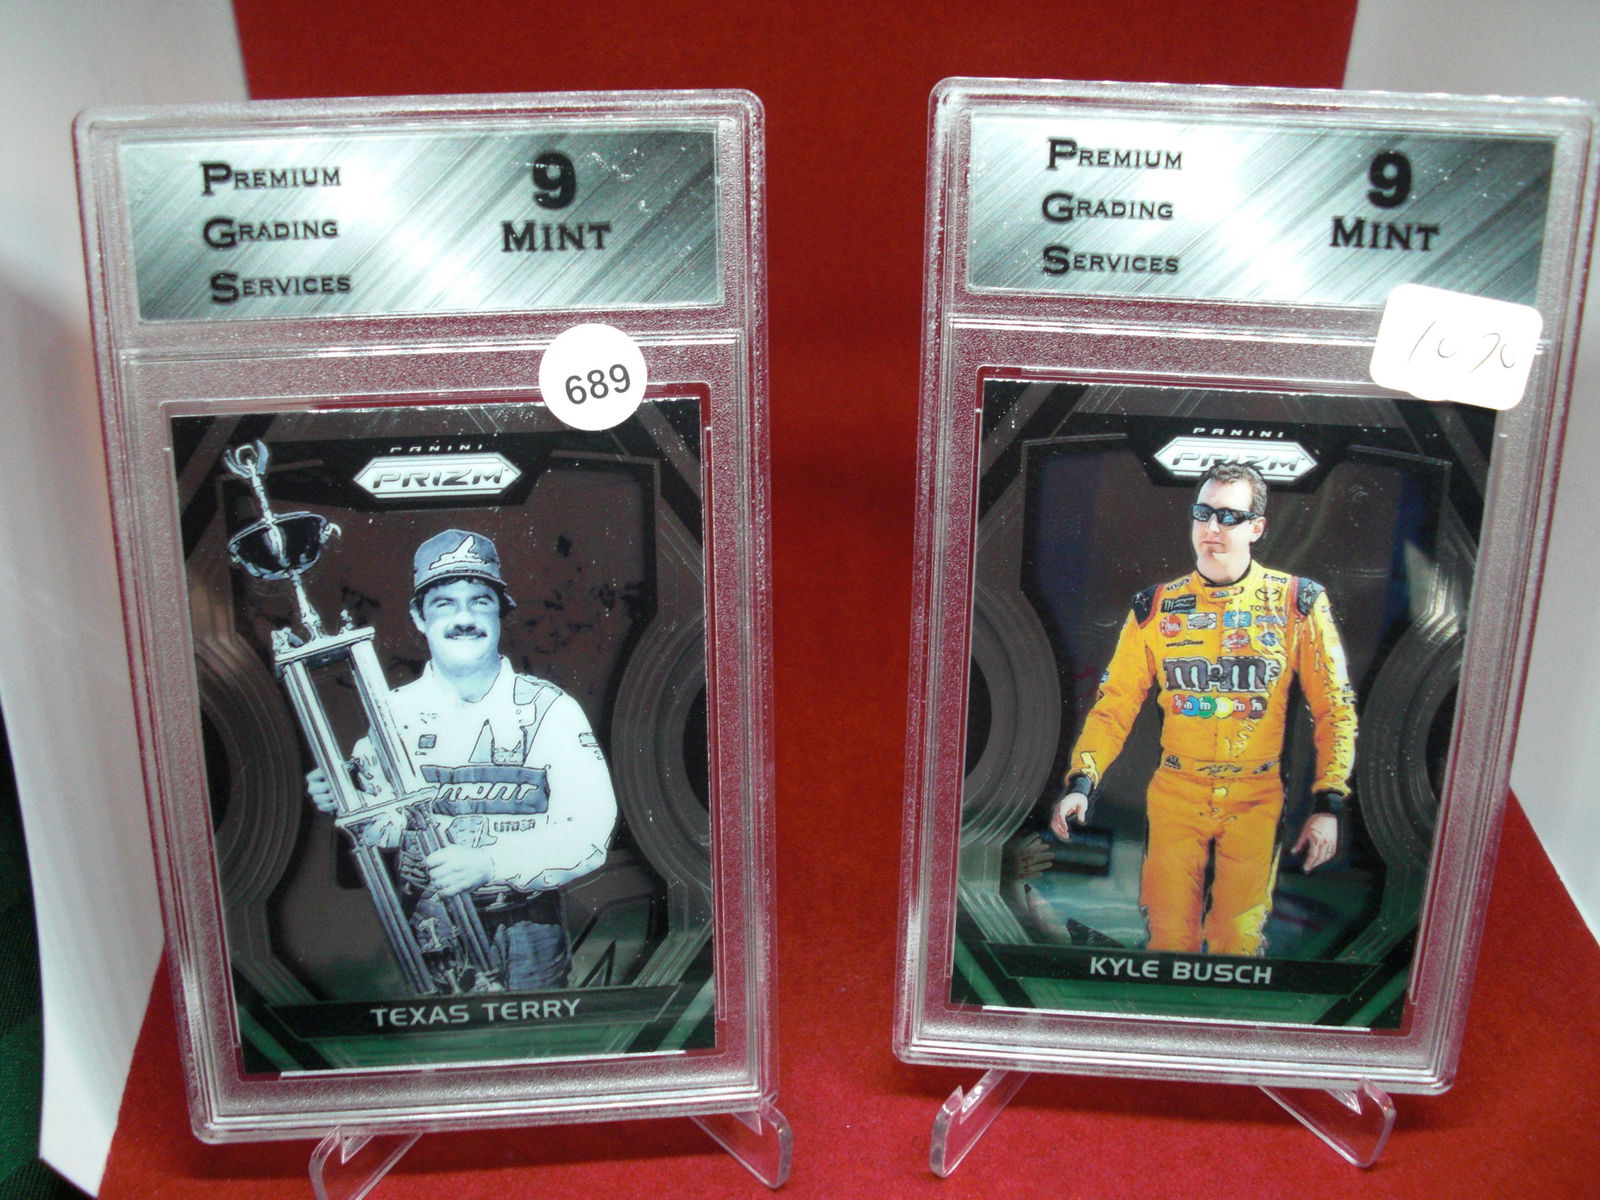 PREMIUM
GRADING
SERVICES
9
MINT
689
PANINI
PRIZM
TEXAS TERRY
PREMIUM
GRADING
SERVICES
9
MINT
PANINI
PRIZM
TOYOTA
m&m's
KYLE BUSCH